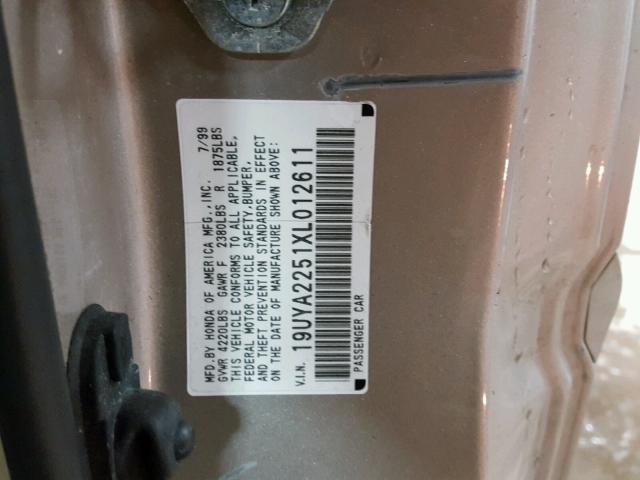 MFD.BY HONDA OF AMERICA MFG.,INC. 7/99
GVWR 4220LBS GAWR F 2380LBS R 1875LBS
THIS VEHICLE CONFORMS TO ALL APPLICABLE,
FEDERAL MOTOR VEHICLE SAFETY,BUMPER,
AND THEFT PREVENTION STANDARDS IN EFFECT
ON THE DATE OF MANUFACTURE SHOWN ABOVE:
V.I.N. 19UYA2251XL012611
PASSENGER CAR